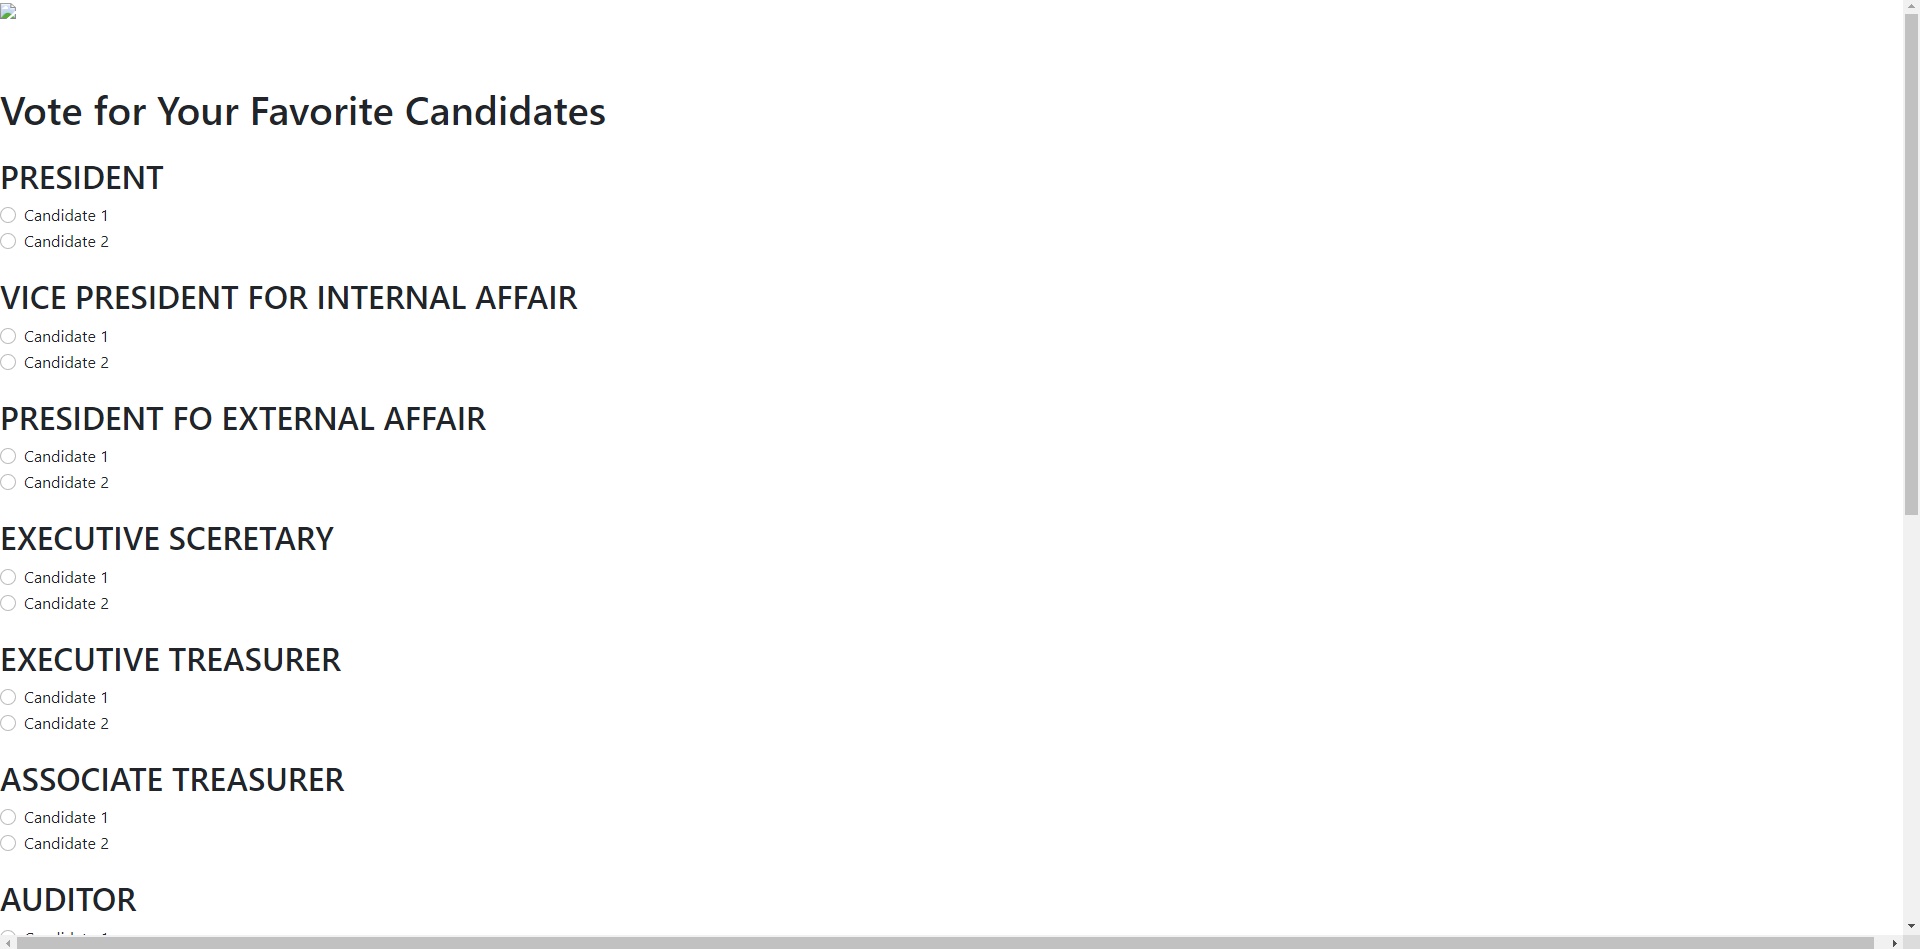 Vote for Your Favorite Candidates
PRESIDENT
Candidate 1
Candidate 2
VICE PRESIDENT FOR INTERNAL AFFAIR
Candidate 1
Candidate 2
PRESIDENT FO EXTERNAL AFFAIR
Candidate 1
Candidate 2
EXECUTIVE SCERETARY
Candidate 1
Candidate 2
EXECUTIVE TREASURER
Candidate 1
Candidate 2
ASSOCIATE TREASURER
Candidate 1
Candidate 2
AUDITOR